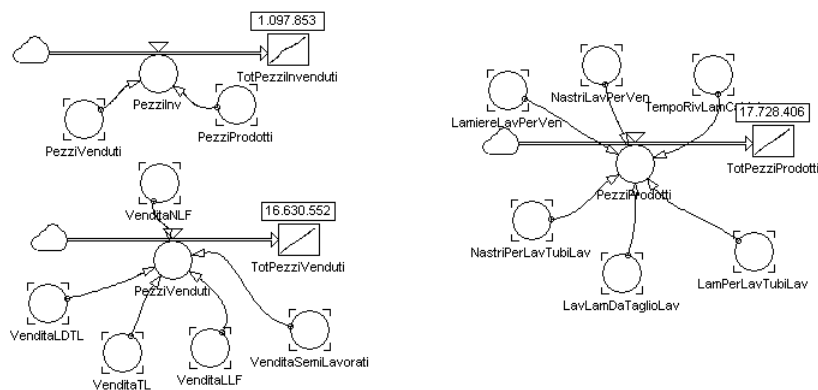 1.097.853
TotPezziInvenduti
PezziInv
PezziVenduti
PezziProdotti
VenditaNLF
16.630.552
TotPezziVenduti
PezziVenduti
VenditaLDTL
VenditaTL
VenditaLLF
VenditaSemiLavorati
NastriLavPerVen
LamiereLavPerVen
17.728.406
TotPezziProdotti
PezziProdotti
NastriPerLavTubiLav
LavLamDaTaglioLav
LamPerLavTubiLav